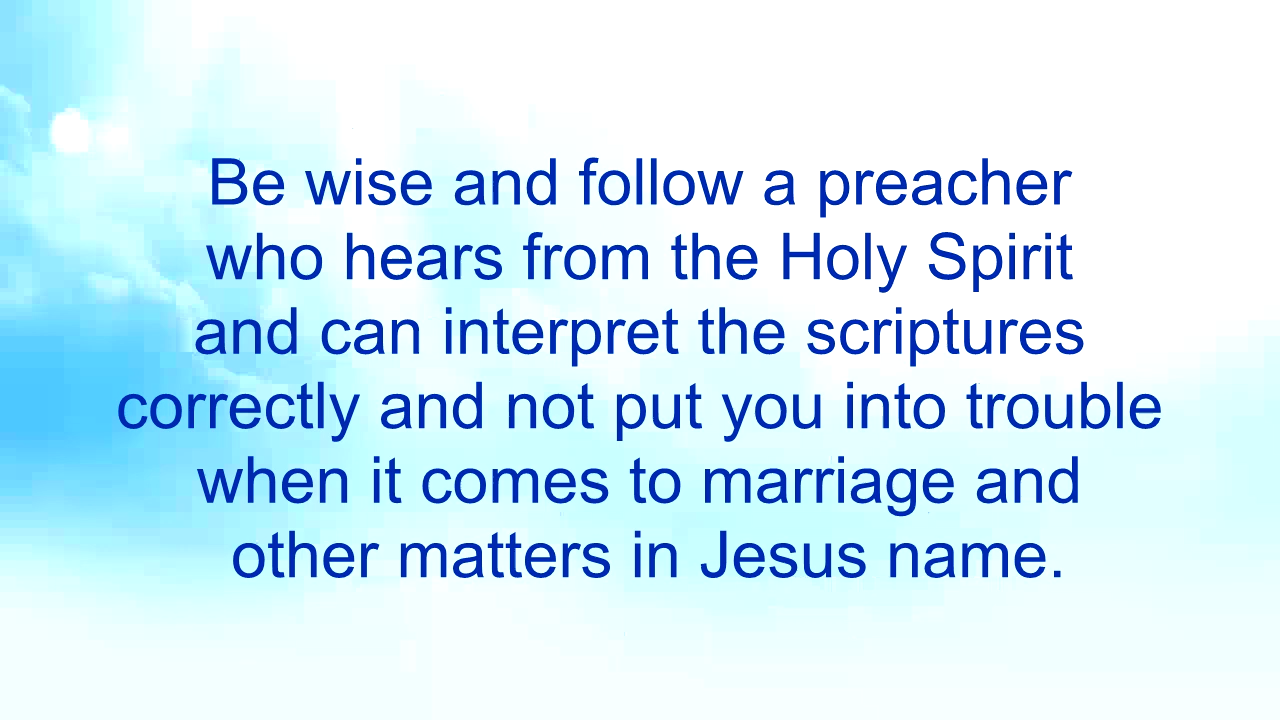 Be wise and follow a preacher
who hears from the Holy Spirit
and can interpret the scriptures
correctly and not put you into trouble
when it comes to marriage and
other matters in Jesus name.